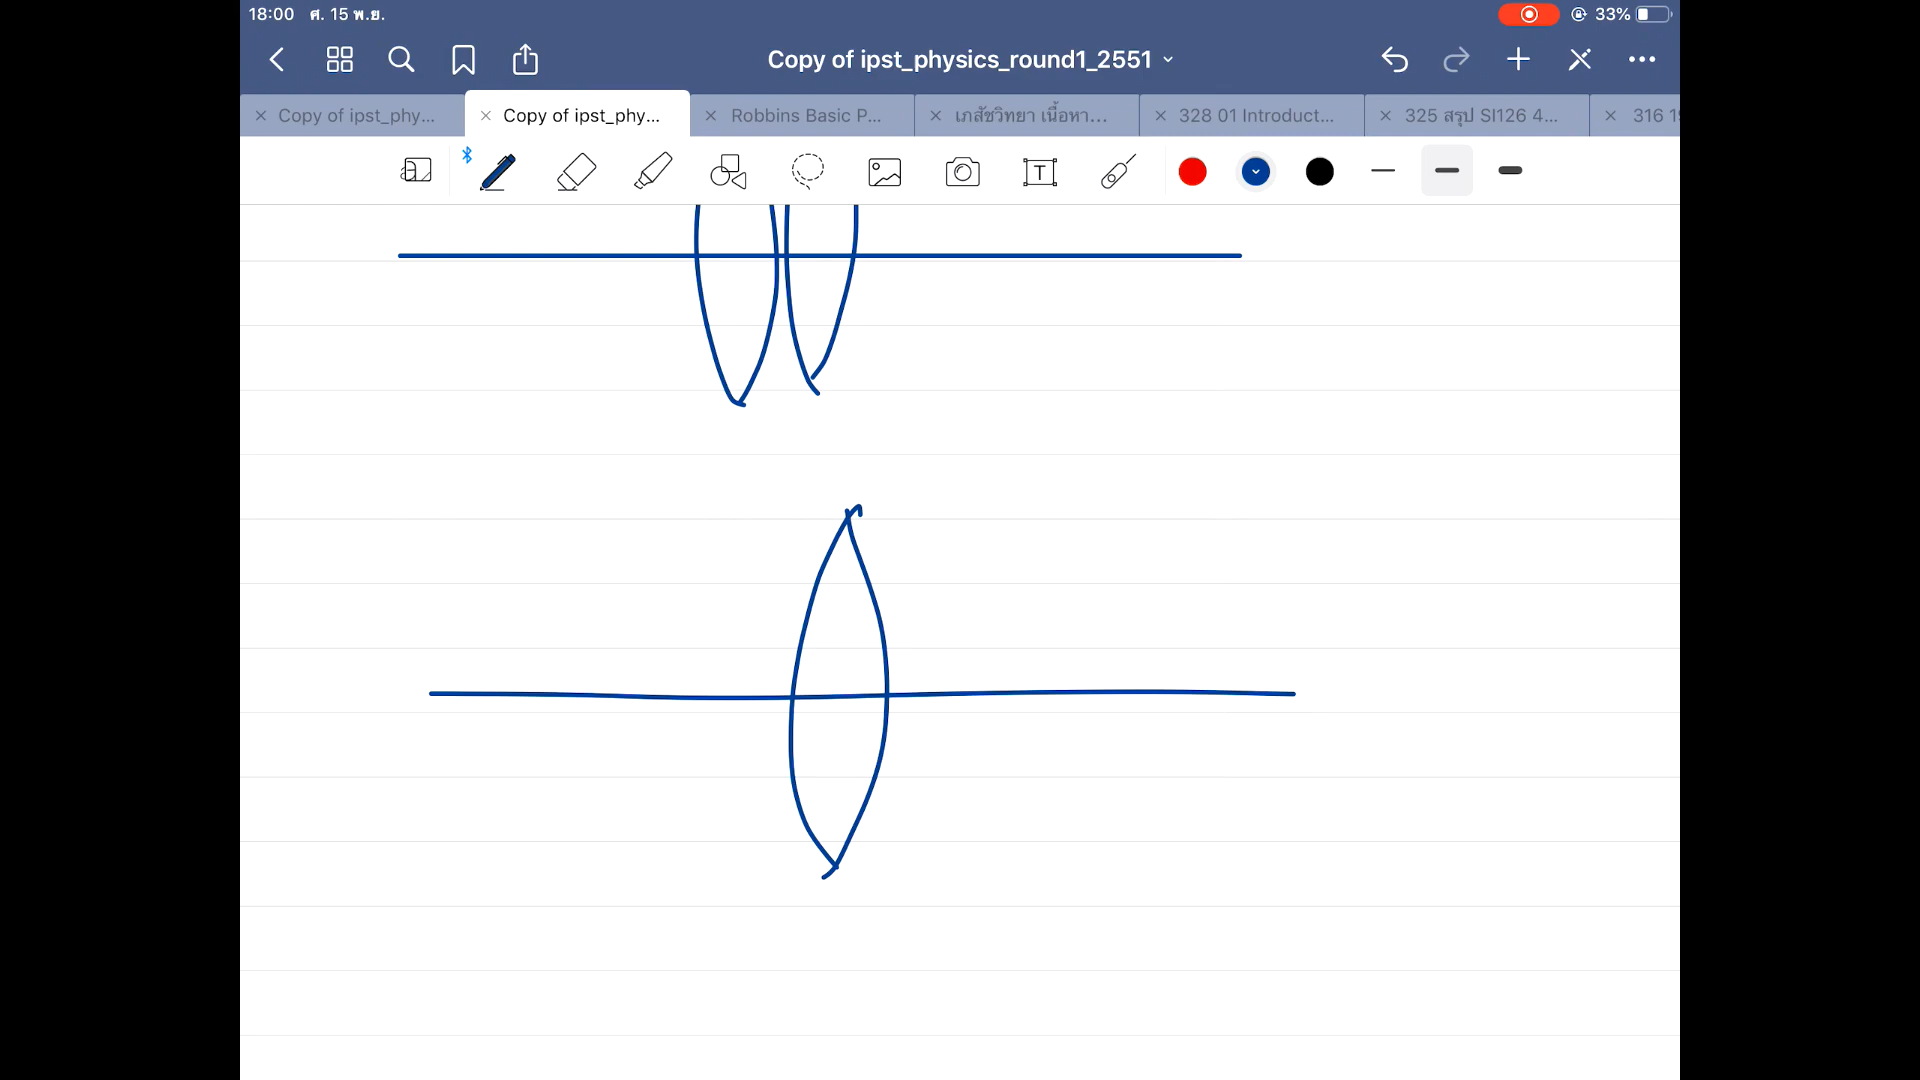 18:00 ศ. 15 พ.ย.
33%
Copy of ipst_physics_round1_2551
Copy of ipst_phy...
Copy of ipst_phy...
Robbins Basic P...
เภสัชวิทยา เนื้อหา...
328 01 Introduct...
325 สรุป SI126 4...
316 19
T